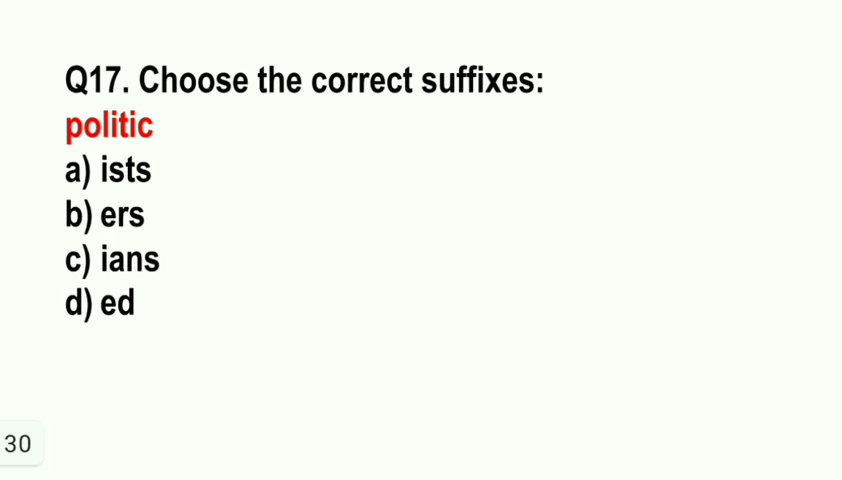 Q17. Choose the correct suffixes:
politic
a) ists
b) ers
c) ians
d) ed
30